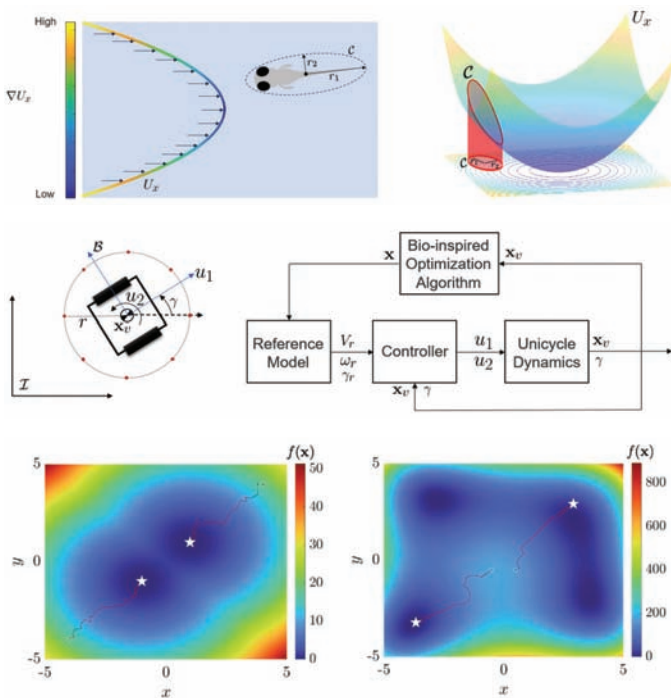 High
∇U_x
Low
U_x
r_2
r_1
C
U_x
C
C
B
u_1
u_2
γ
r
x_v
I
Bio-inspired
Optimization
Algorithm
x
x_v
Reference
Model
V_r
ω_r
γ_r
Controller
x_v
γ
u_1
u_2
Unicycle
Dynamics
x_v
γ
f(x)
5
0
-5
y
-5
0
5
x
50
40
30
20
10
0
f(x)
5
0
-5
y
-5
0
5
x
800
600
400
200
0